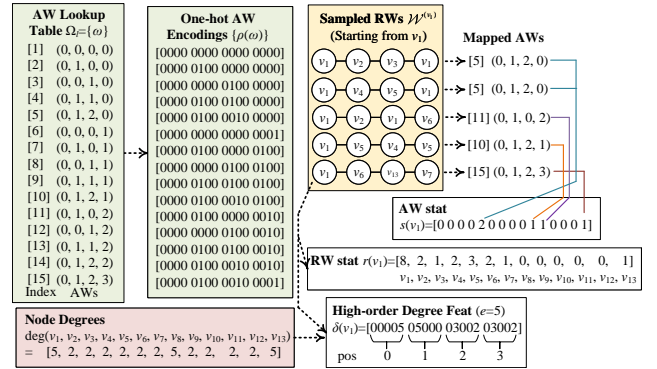 AW Lookup
Table Ωl={ω}
[1] (0, 0, 0, 0)
[2] (0, 1, 0, 0)
[3] (0, 0, 1, 0)
[4] (0, 1, 1, 0)
[5] (0, 1, 2, 0)
[6] (0, 0, 0, 1)
[7] (0, 1, 0, 1)
[8] (0, 0, 1, 1)
[9] (0, 1, 1, 1)
[10] (0, 1, 2, 1)
[11] (0, 1, 0, 2)
[12] (0, 0, 1, 2)
[13] (0, 1, 1, 2)
[14] (0, 1, 2, 2)
[15] (0, 1, 2, 3)
Index AWs
One-hot AW
Encodings {ρ(ω)}
[0000 0000 0000 0000]
[0000 0100 0000 0000]
[0000 0000 0100 0000]
[0000 0100 0100 0000]
[0000 0100 0010 0000]
[0000 0000 0000 0001]
[0000 0100 0000 0100]
[0000 0000 0100 0100]
[0000 0100 0100 0100]
[0000 0100 0010 0100]
[0000 0100 0000 0010]
[0000 0000 0100 0010]
[0000 0100 0100 0010]
[0000 0100 0010 0010]
[0000 0100 0010 0001]
Sampled RWs 𝒲(v1)
(Starting from v1)
v1 v2 v3 v1
v1 v4 v5 v1
v1 v2 v1 v6
v1 v5 v4 v5
v1 v6 v13 v7
Mapped AWs
[5] (0, 1, 2, 0)
[5] (0, 1, 2, 0)
[11] (0, 1, 0, 2)
[10] (0, 1, 2, 1)
[15] (0, 1, 2, 3)
AW stat
s(v1)=[0 0 0 0 2 0 0 0 0 1 1 0 0 0 1]
RW stat r(v1)=[8, 2, 1, 2, 3, 2, 1, 0, 0, 0, 0, 0, 1]
v1, v2, v3, v4, v5, v6, v7, v8, v9, v10, v11, v12, v13
Node Degrees
deg(v1, v2, v3, v4, v5, v6, v7, v8, v9, v10, v11, v12, v13)
= [5, 2, 2, 2, 2, 2, 2, 5, 2, 2, 2, 2, 5]
High-order Degree Feat (e=5)
δ(v1)=[00005 05000 03002 03002]
pos 0 1 2 3